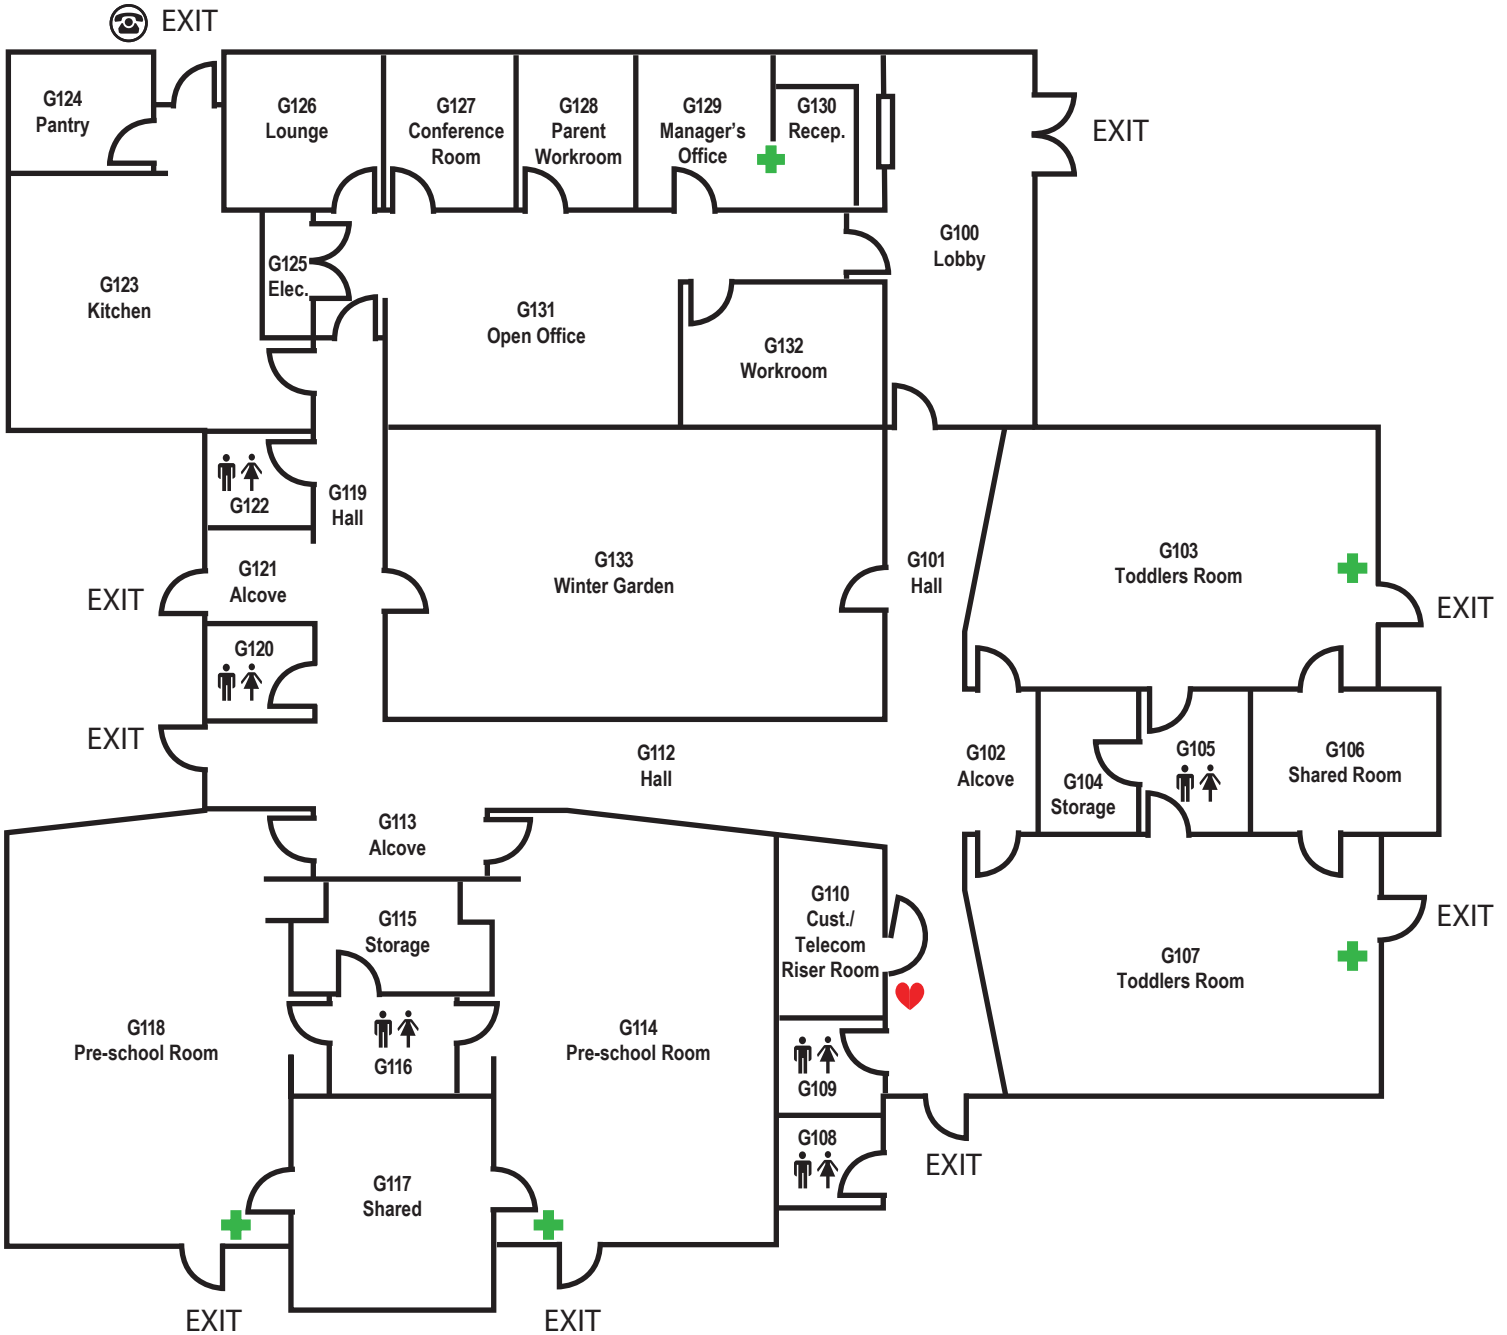 EXIT
G124
Pantry
G126
Lounge
G127
Conference
Room
G128
Parent
Workroom
G129
Manager's
Office
G130
Recep.
EXIT
G100
Lobby
G123
Kitchen
G125
Elec.
G131
Open Office
G132
Workroom
G122
G119
Hall
G121
Alcove
EXIT
G133
Winter Garden
G101
Hall
G103
Toddlers Room
EXIT
G120
EXIT
G112
Hall
G102
Alcove
G104
Storage
G105
G106
Shared Room
G113
Alcove
G115
Storage
G110
Cust./
Telecom
Riser Room
EXIT
G107
Toddlers Room
G118
Pre-school Room
G116
G114
Pre-school Room
G109
G108
EXIT
G117
Shared
EXIT
EXIT